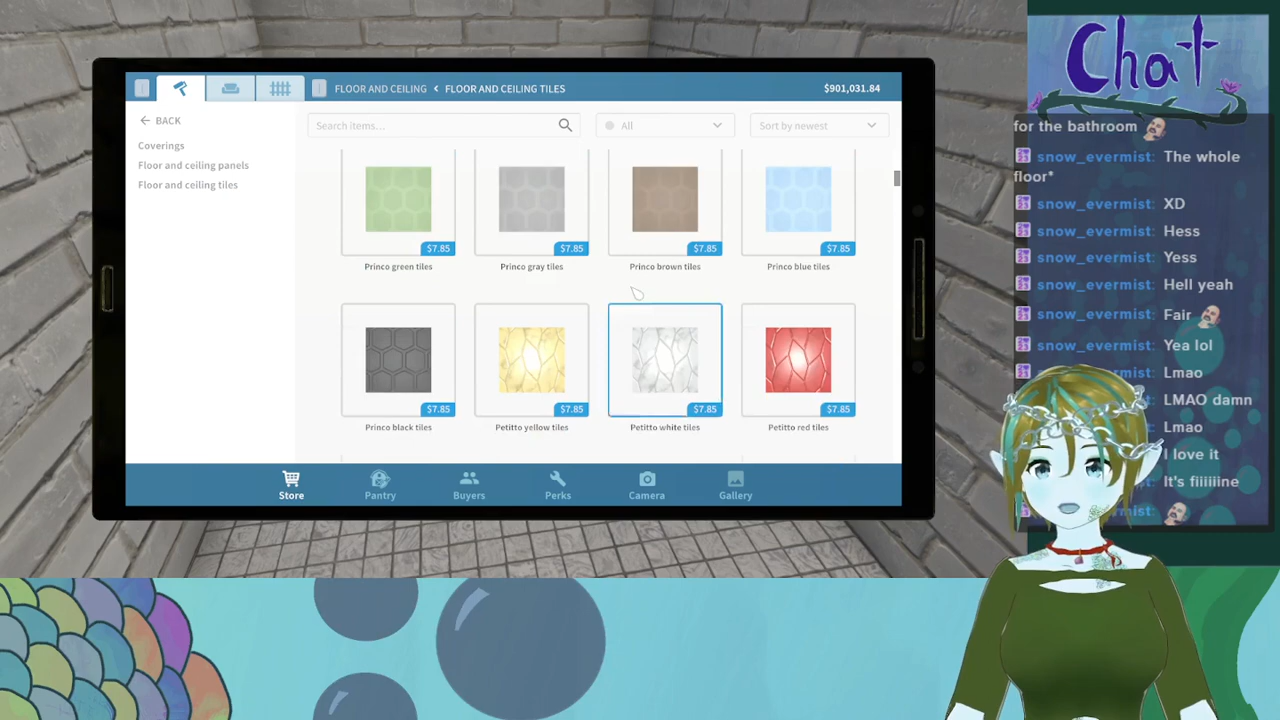 FLOOR AND CEILING < FLOOR AND CEILING TILES $901,031.84
BACK
Coverings
Floor and ceiling panels
Floor and ceiling tiles
Search items...
All
Sort by newest
$7.85 $7.85 $7.85 $7.85
Princo green tiles Princo gray tiles Princo brown tiles Princo blue tiles
$7.85 $7.85 $7.85 $7.85
Princo black tiles Petitto yellow tiles Petitto white tiles Petitto red tiles
Store Pantry Buyers Perks Camera Gallery
Chat
for the bathroom
snow_evermist: The whole
floor*
snow_evermist: XD
snow_evermist: Hess
snow_evermist: Yess
snow_evermist: Hell yeah
snow_evermist: Fair
snow_evermist: Yea lol
Lmao
LMAO damn
Lmao
I love it
It's fiiiiiine
mist: